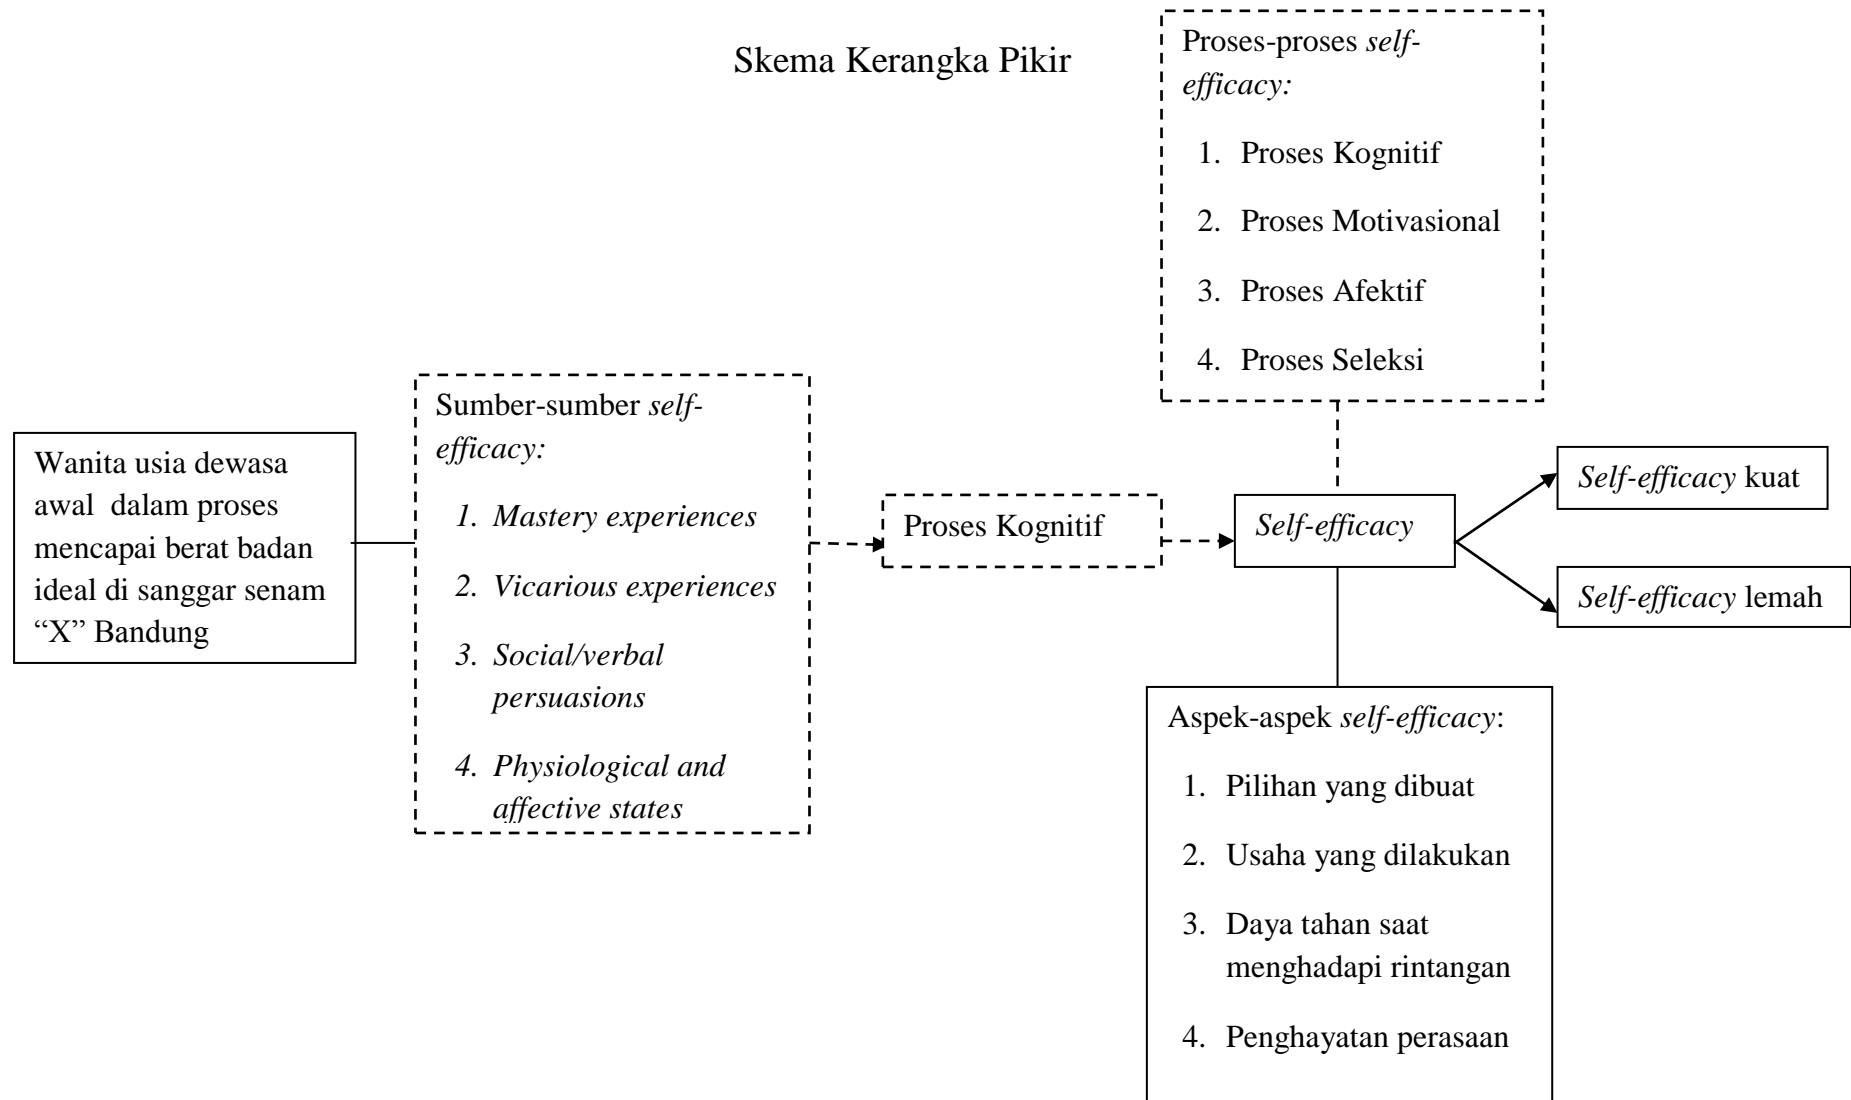 Skema Kerangka Pikir
Proses-proses self-
efficacy:
1. Proses Kognitif
2. Proses Motivasional
3. Proses Afektif
4. Proses Seleksi
Wanita usia dewasa
awal dalam proses
mencapai berat badan
ideal di sanggar senam
“X” Bandung
Sumber-sumber self-
efficacy:
1. Mastery experiences
2. Vicarious experiences
3. Social/verbal
persuasions
4. Physiological and
affective states
Proses Kognitif
Self-efficacy
Self-efficacy kuat
Self-efficacy lemah
Aspek-aspek self-efficacy:
1. Pilihan yang dibuat
2. Usaha yang dilakukan
3. Daya tahan saat
menghadapi rintangan
4. Penghayatan perasaan